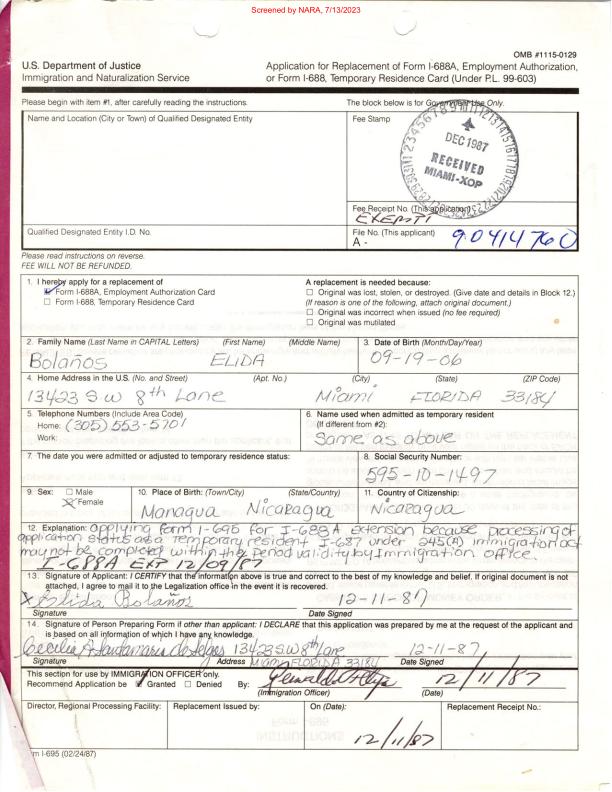 Screened by NARA, 7/13/2023
OMB #1115-0129
U.S. Department of Justice
Immigration and Naturalization Service
Application for Replacement of Form I-688A, Employment Authorization,
or Form I-688, Temporary Residence Card (Under P.L. 99-603)
Please begin with item #1, after carefully reading the instructions.
The block below is for Government Use Only.
Name and Location (City or Town) of Qualified Designated Entity
Fee Stamp
DEC 1987
RECEIVED
MIAMI-XOP
Fee Receipt No. (This application)
EXEMPT
Qualified Designated Entity I.D. No.
File No. (This applicant)
A - 90414760
Please read instructions on reverse.
FEE WILL NOT BE REFUNDED.
1. I hereby apply for a replacement of
Form I-688A, Employment Authorization Card
Form I-688, Temporary Residence Card
A replacement is needed because:
Original was lost, stolen, or destroyed. (Give date and details in Block 12.)
(If reason is one of the following, attach original document.)
Original was incorrect when issued (no fee required)
Original was mutilated
2. Family Name (Last Name in CAPITAL Letters) (First Name) (Middle Name)
Bolaños ELIDA
3. Date of Birth (Month/Day/Year)
09-19-06
4. Home Address in the U.S. (No. and Street) (Apt. No.) (City) (State) (ZIP Code)
13423 SW 8th Lane Miami FLORIDA 33184
5. Telephone Numbers (Include Area Code)
Home: (305) 553-5701
Work:
6. Name used when admitted as temporary resident
(If different from #2):
Same as above
7. The date you were admitted or adjusted to temporary residence status:
8. Social Security Number:
595-10-1497
9. Sex: Male
Female
10. Place of Birth: (Town/City) (State/Country)
Managua Nicaragua
11. Country of Citizenship:
Nicaragua
12. Explanation: applying form I-695 for I-688A extension because processing of
application status as a temporary resident I-687 under 245(A) immigration act
may not be completed within this period validity by Immigration office.
I-688A EXP 12/09/87
13. Signature of Applicant: I CERTIFY that the information above is true and correct to the best of my knowledge and belief. If original document is not
attached, I agree to mail it to the Legalization office in the event it is recovered.
X Elida Bolaños 12-11-87
Signature Date Signed
14. Signature of Person Preparing Form if other than applicant: I DECLARE that this application was prepared by me at the request of the applicant and
is based on all information of which I have any knowledge.
Cecilia A Santamaria de 13423 SW 8th Lane 12-11-87
Signature Address MIAMI FLORIDA 33184 Date Signed
This section for use by IMMIGRATION OFFICER only.
Recommend Application be Granted Denied By: 12/11/87
(Immigration Officer) (Date)
Director, Regional Processing Facility:
Replacement Issued by:
On (Date):
12/11/87
Replacement Receipt No.:
Form I-695 (02/24/87)